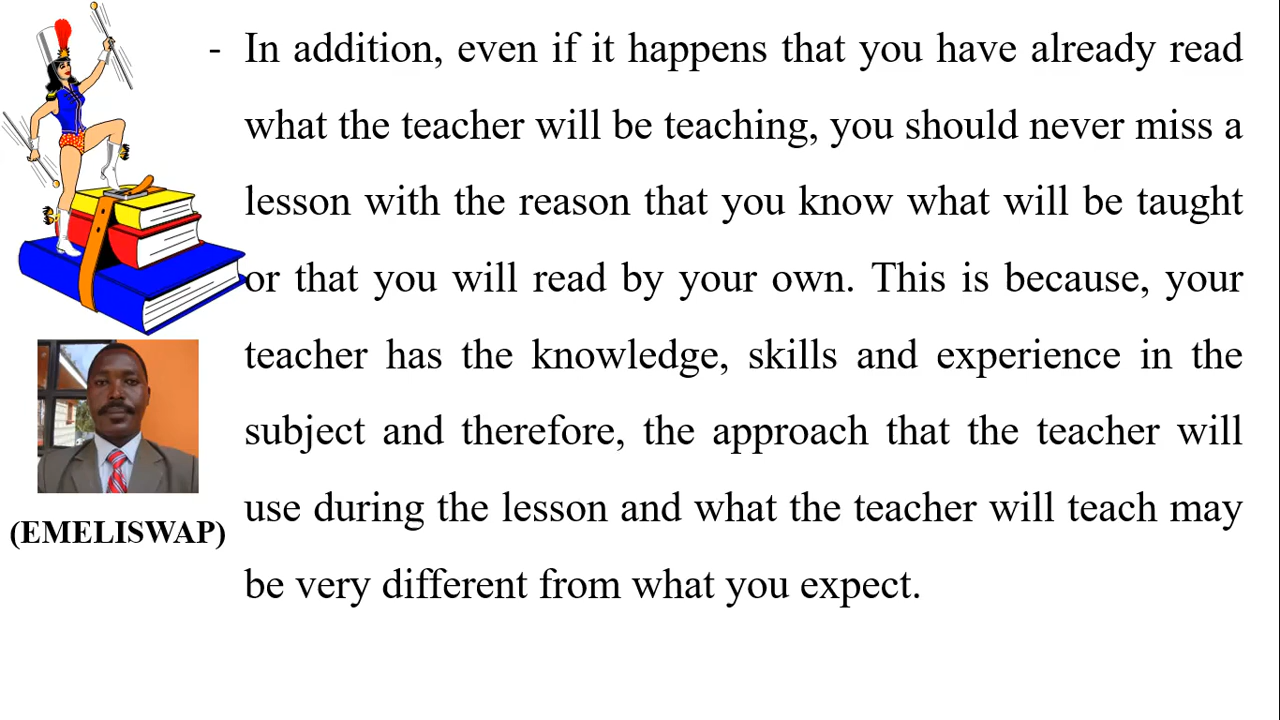 - In addition, even if it happens that you have already read
what the teacher will be teaching, you should never miss a
lesson with the reason that you know what will be taught
or that you will read by your own. This is because, your
teacher has the knowledge, skills and experience in the
subject and therefore, the approach that the teacher will
use during the lesson and what the teacher will teach may
be very different from what you expect.
(EMELISWAP)